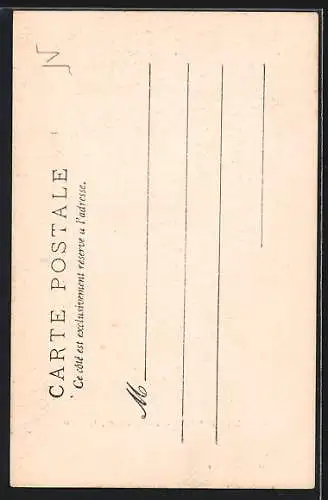 CARTE POSTALE
Ce côté est exclusivement réservé a l'adresse.
M